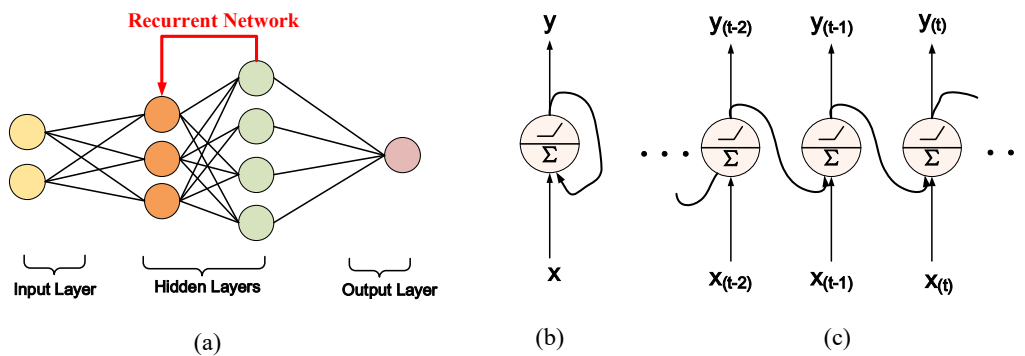 Recurrent Network
Input Layer
Hidden Layers
Output Layer
(a)
y
Σ
x
(b)
y(t-2) y(t-1) y(t)
. . . Σ Σ Σ . .
x(t-2) x(t-1) x(t)
(c)